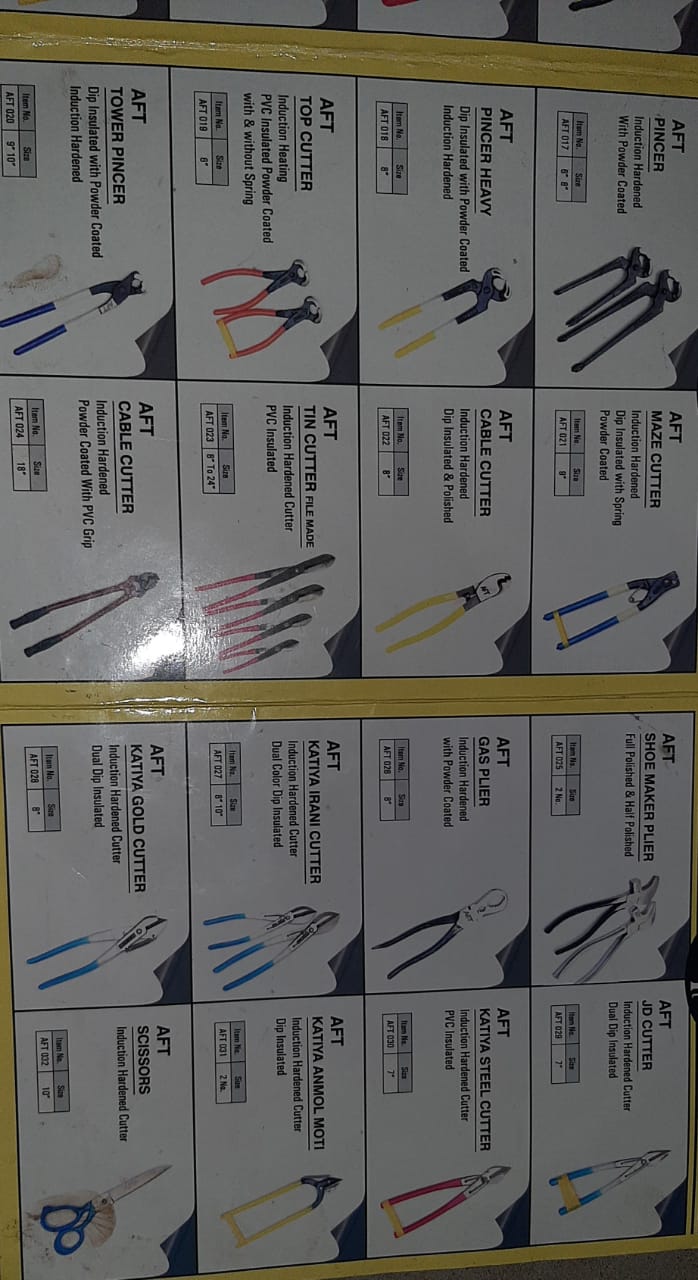 AFT
PINCER
Induction Hardened
With Powder Coated
Item No. Size
AFT 017 6" 8"
AFT
PINCER HEAVY
Dip Insulated with Powder Coated
Induction Hardened
Item No. Size
AFT 018 8"
AFT
TOP CUTTER
Induction Heating
PVC Insulated Powder Coated
with & without Spring
Item No. Size
AFT 019 8"
AFT
TOWER PINCER
Dip Insulated with Powder Coated
Induction Hardened
Item No. Size
AFT 020 9" 10"
AFT
MAZE CUTTER
Induction Hardened
Dip Insulated with Spring
Powder Coated
Item No. Size
AFT 021 9"
AFT
CABLE CUTTER
Induction Hardened
Dip Insulated & Polished
Item No. Size
AFT 022 8"
AFT
TIN CUTTER FILE MADE
Induction Hardened Cutter
PVC Insulated
Item No. Size
AFT 023 8" To 24"
AFT
CABLE CUTTER
Induction Hardened
Powder Coated With PVC Grip
Item No. Size
AFT 024 18"
AFT
SHOE MAKER PLIER
Full Polished & Half Polished
Item No. Size
AFT 025 2 No.
AFT
GAS PLIER
Induction Hardened
with Powder Coated
Item No. Size
AFT 026 8"
AFT
KATIYA IRANI CUTTER
Induction Hardened Cutter
Dual Color Dip Insulated
Item No. Size
AFT 027 8" 10"
AFT
KATIYA GOLD CUTTER
Induction Hardened Cutter
Dual Dip Insulated
Item No. Size
AFT 028 8"
AFT
JD CUTTER
Induction Hardened Cutter
Dual Dip Insulated
Item No. Size
AFT 029 7"
AFT
KATIYA STEEL CUTTER
Induction Hardened Cutter
PVC Insulated
Item No. Size
AFT 030 7"
AFT
KATIYA ANMOL MOTI
Induction Hardened Cutter
Dip Insulated
Item No. Size
AFT 031 2 No.
AFT
SCISSORS
Induction Hardened Cutter
Item No. Size
AFT 032 10"